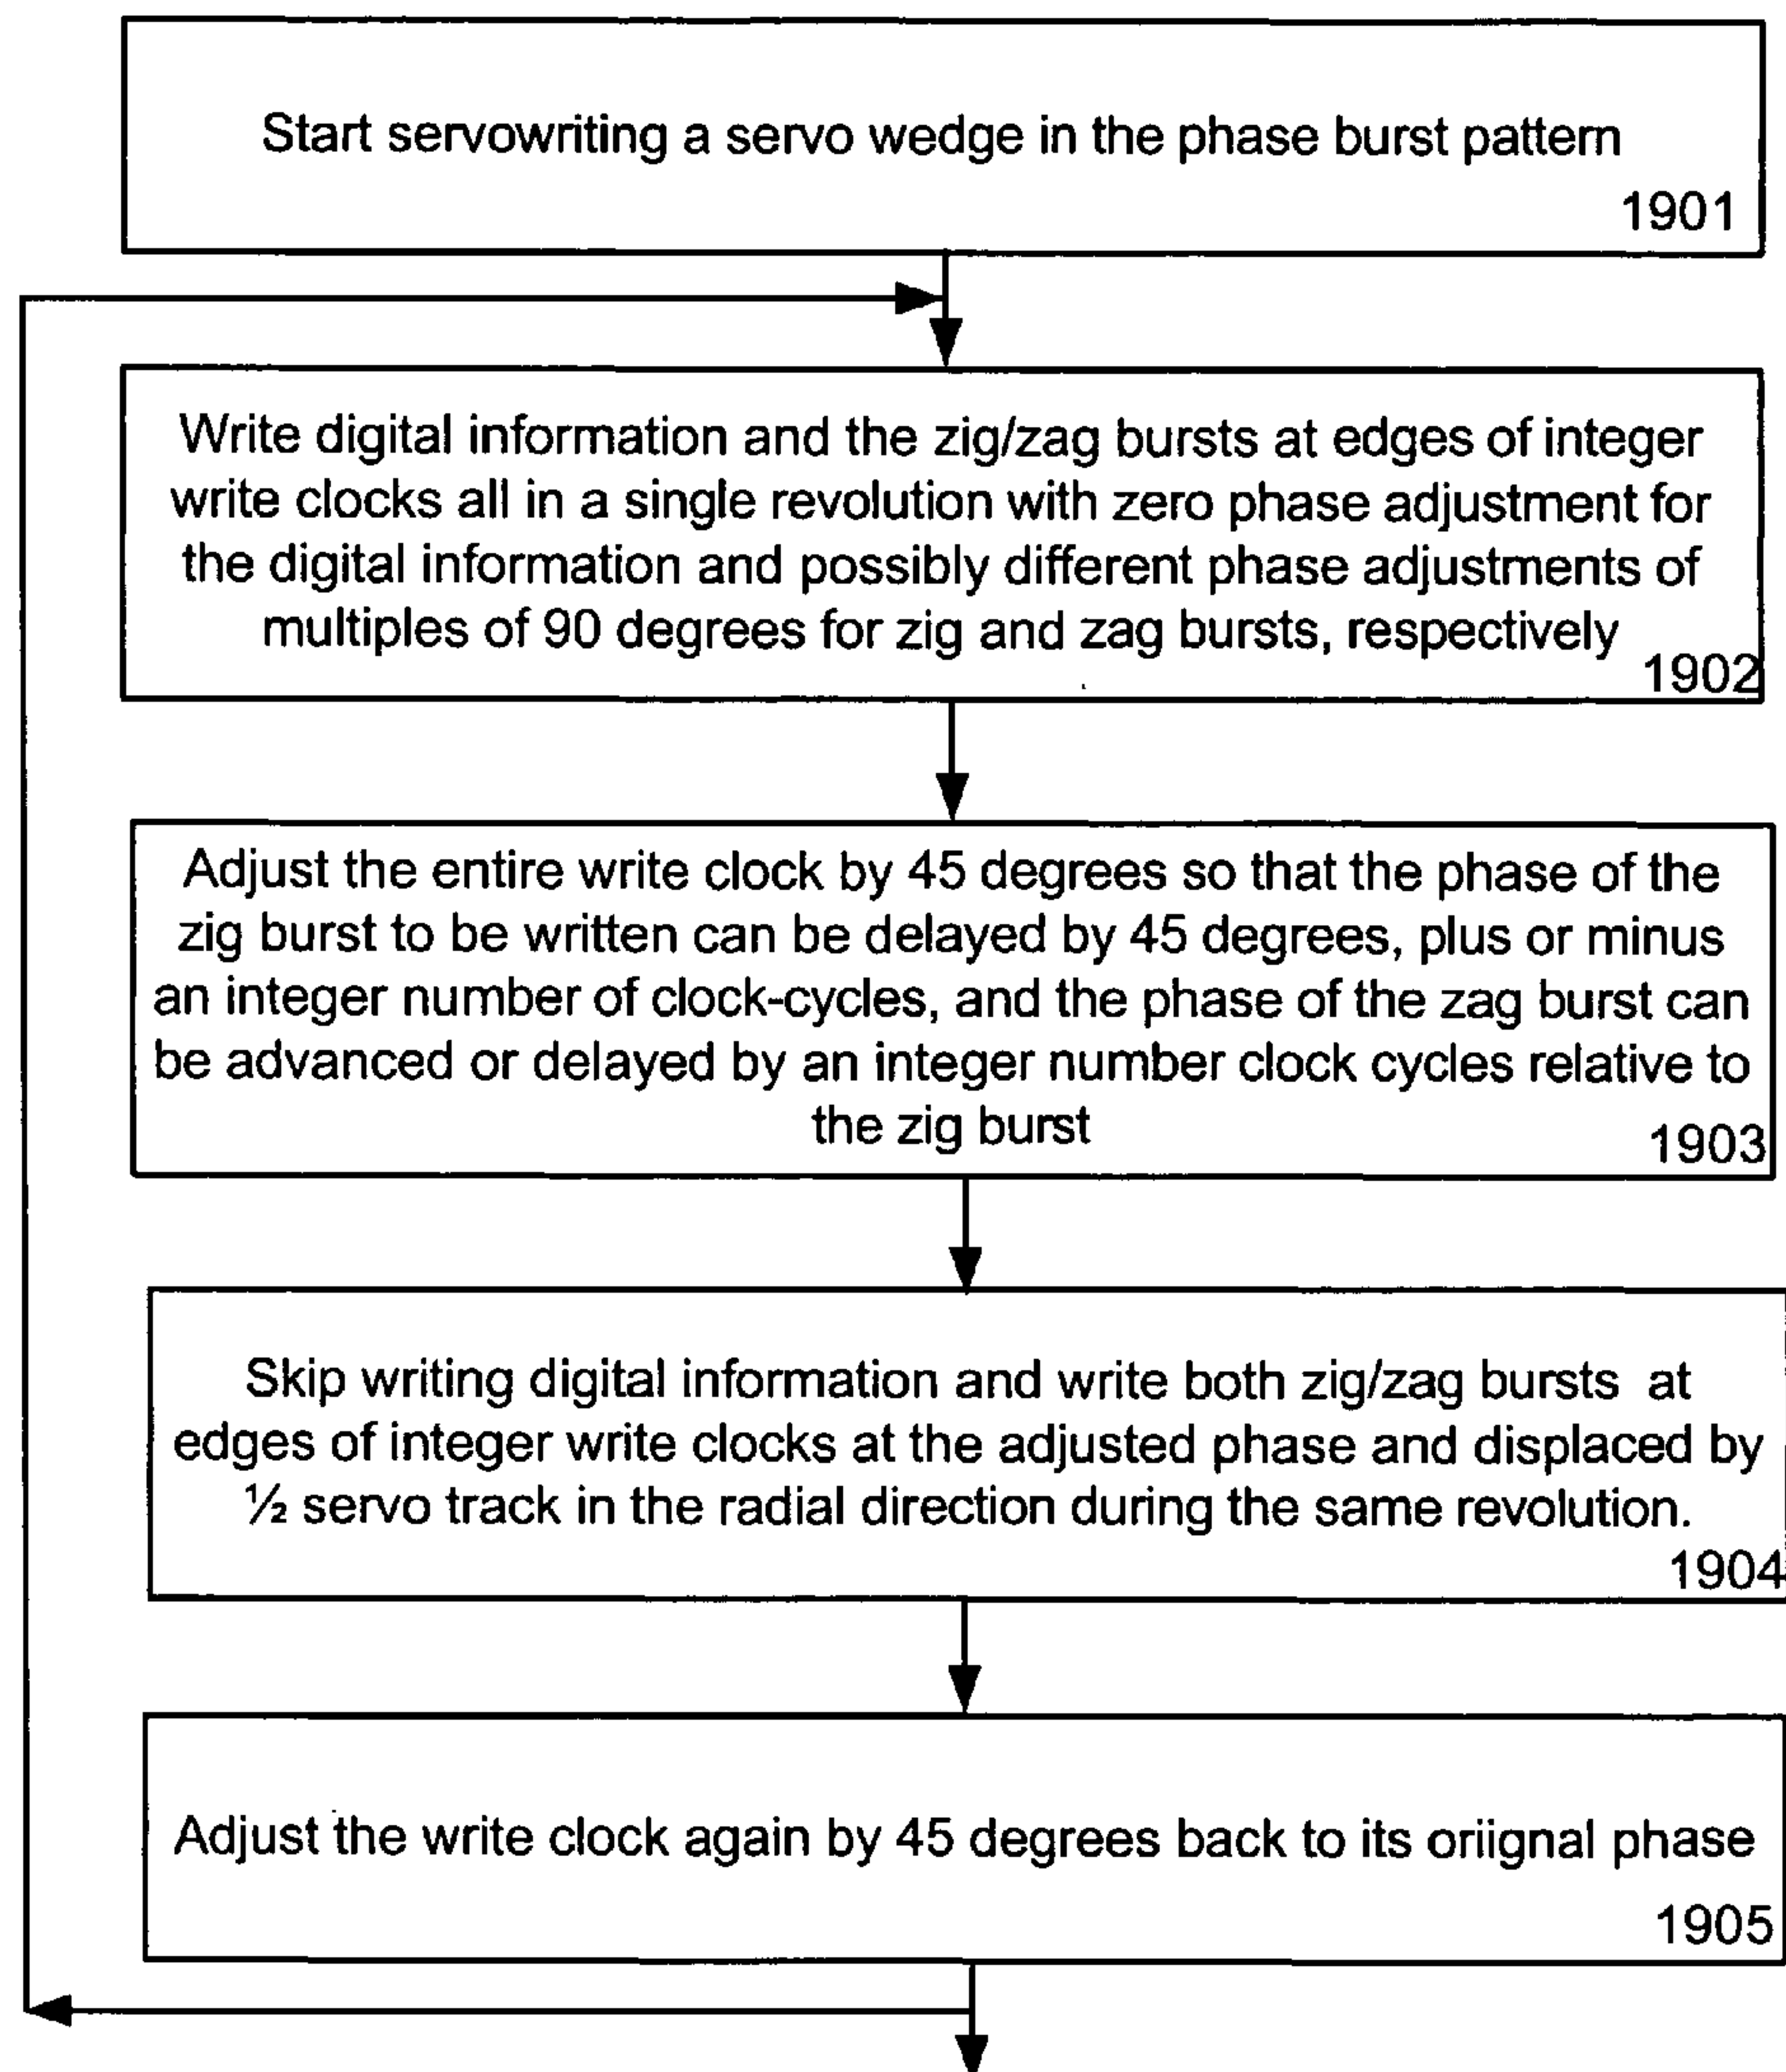 Start servowriting a servo wedge in the phase burst pattern
1901
Write digital information and the zig/zag bursts at edges of integer
write clocks all in a single revolution with zero phase adjustment for
the digital information and possibly different phase adjustments of
multiples of 90 degrees for zig and zag bursts, respectively
1902
Adjust the entire write clock by 45 degrees so that the phase of the
zig burst to be written can be delayed by 45 degrees, plus or minus
an integer number of clock-cycles, and the phase of the zag burst can
be advanced or delayed by an integer number clock cycles relative to
the zig burst
1903
Skip writing digital information and write both zig/zag bursts at
edges of integer write clocks at the adjusted phase and displaced by
½ servo track in the radial direction during the same revolution.
1904
Adjust the write clock again by 45 degrees back to its oriignal phase
1905